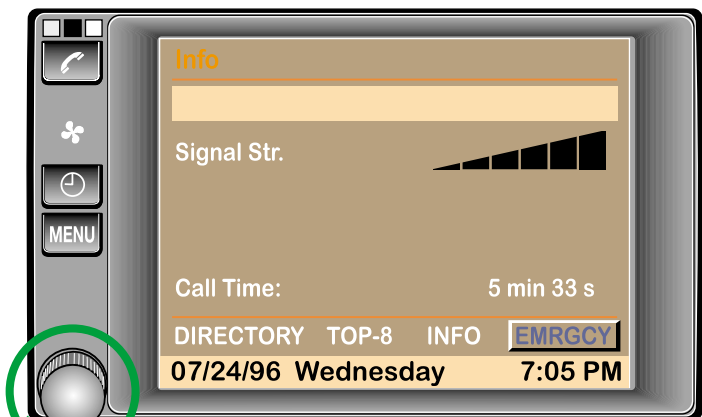 Info
Signal Str.
MENU
Call Time: 5 min 33 s
DIRECTORY TOP-8 INFO EMRGCY
07/24/96 Wednesday 7:05 PM